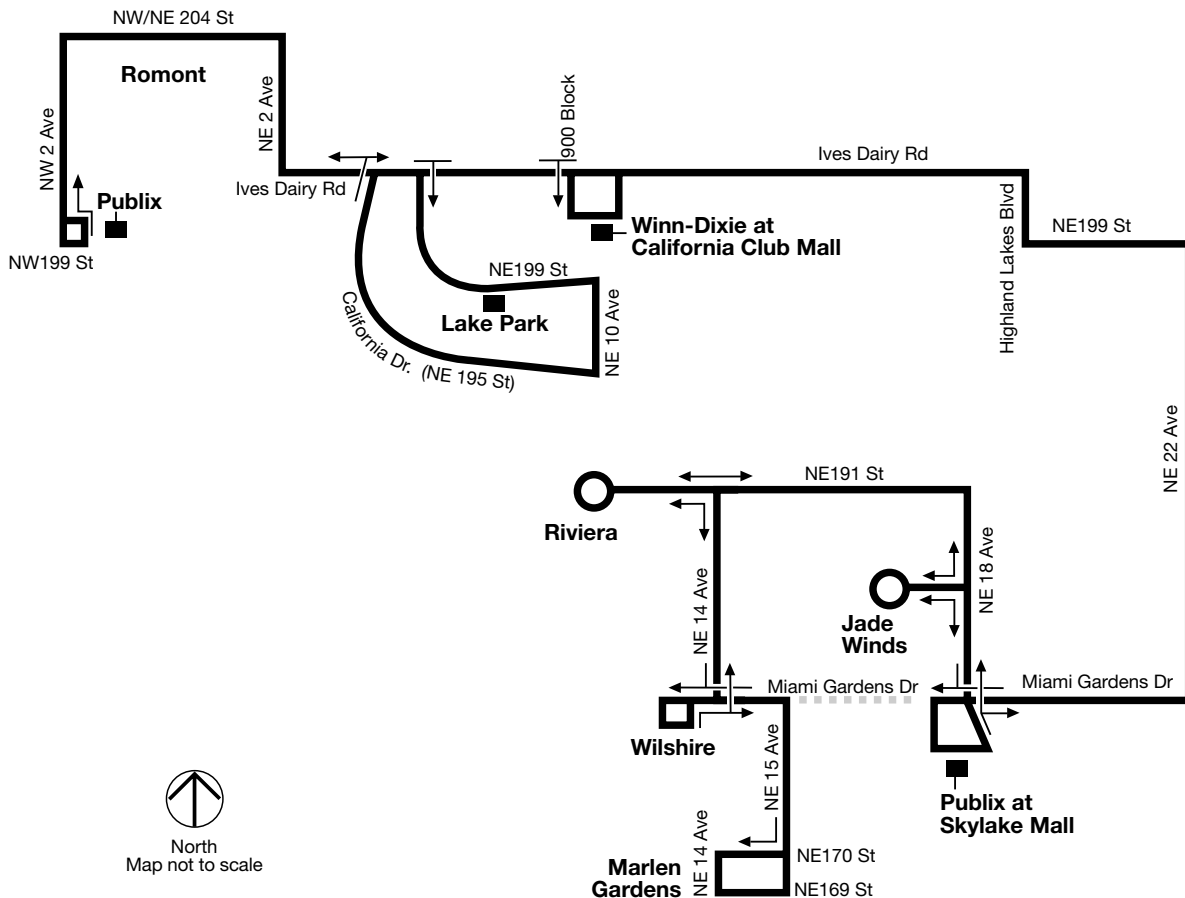 NW/NE 204 St
Romont
NW 2 Ave
NE 2 Ave
900 Block
Ives Dairy Rd
Ives Dairy Rd
Publix
NW199 St
Winn-Dixie at
California Club Mall
Highland Lakes Blvd
NE199 St
NE199 St
Lake Park
NE 10 Ave
California Dr. (NE 195 St)
NE 22 Ave
NE191 St
Riviera
NE 14 Ave
NE 18 Ave
Jade
Winds
Miami Gardens Dr
Miami Gardens Dr
Wilshire
NE 15 Ave
Publix at
Skylake Mall
North
Map not to scale
NE 14 Ave
Marlen
Gardens
NE170 St
NE169 St